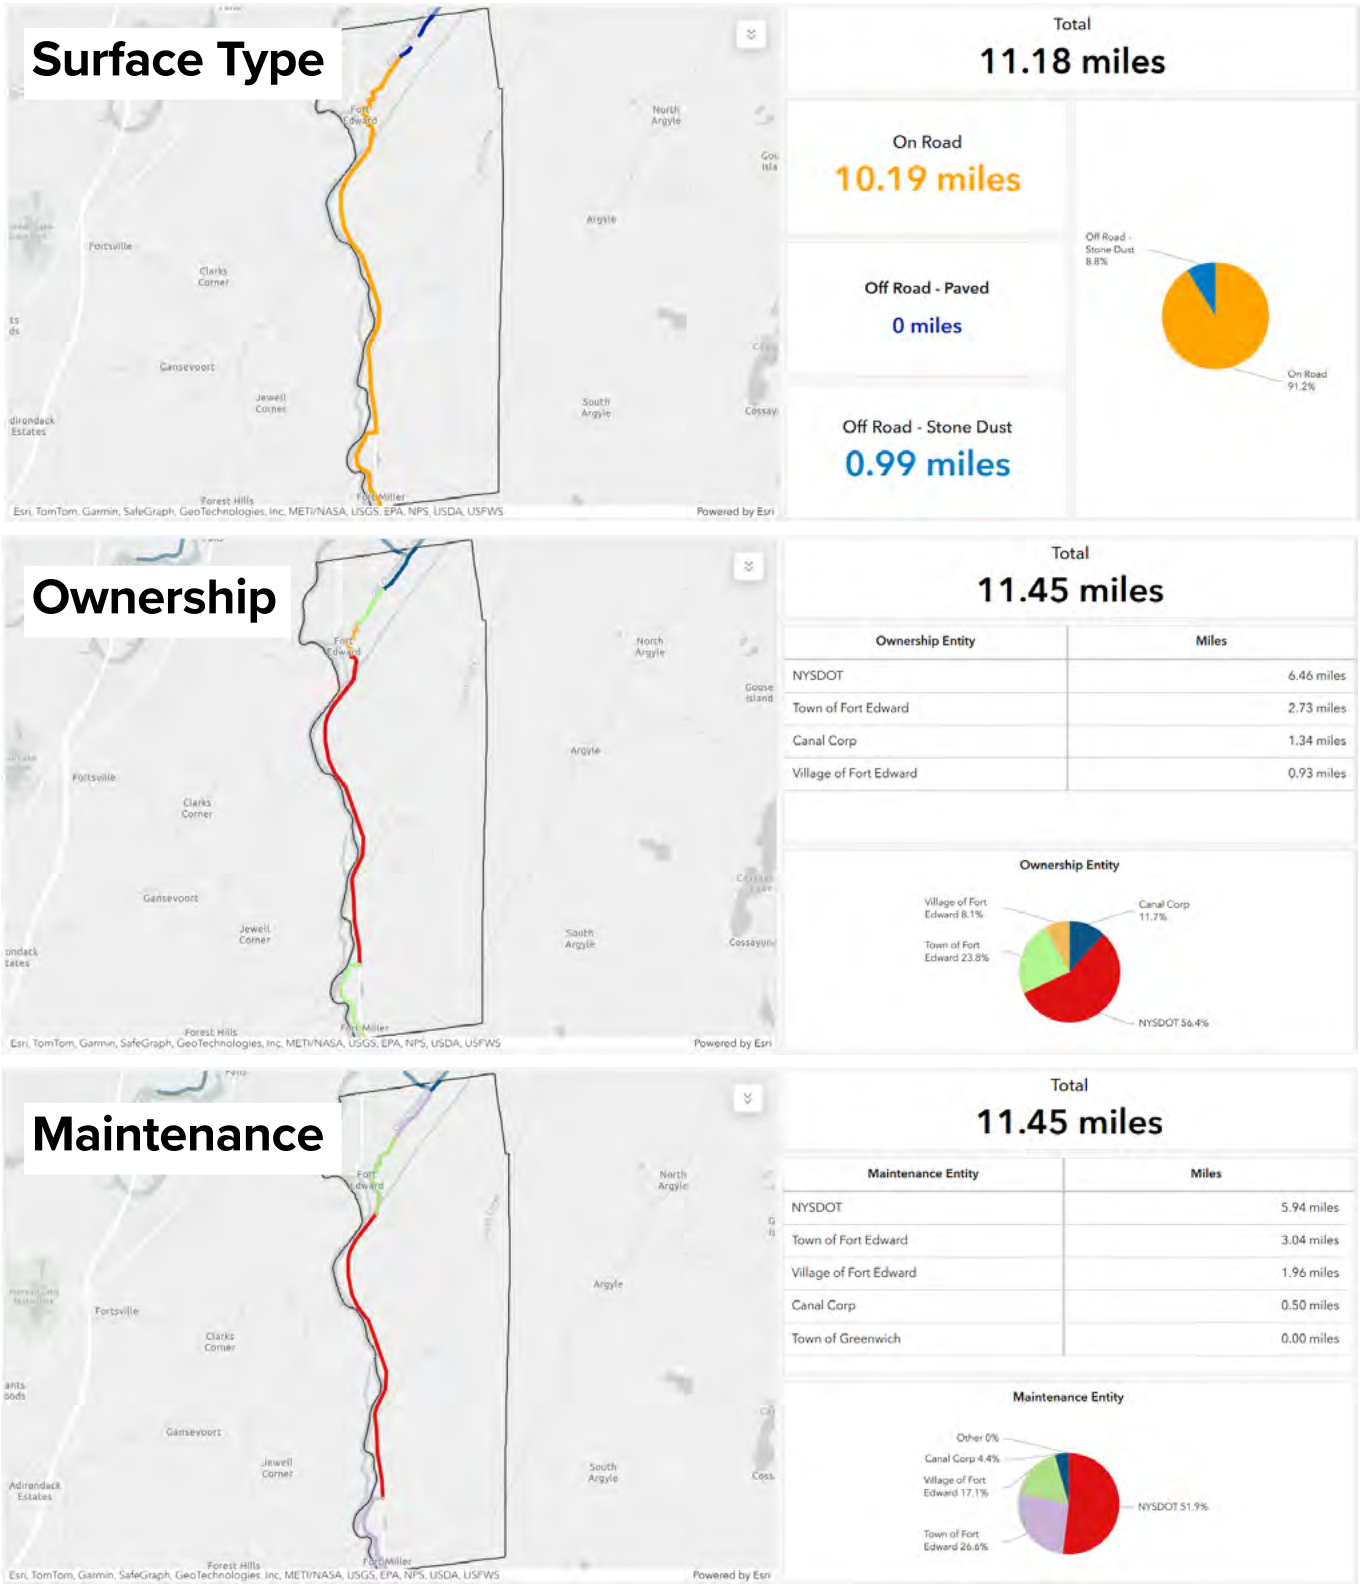 Surface Type
Fort
Edward
North
Argyle
Argyle
Fortsville
Clarks
Corner
Gansevoort
Jewell
Corner
South
Argyle
Cossay
dirondack
Estates
Forest Hills
Fort Miller
Esri, TomTom, Garmin, SafeGraph, GeoTechnologies, Inc, METI/NASA, USGS, EPA, NPS, USDA, USFWS
Powered by Esri
Total
11.18 miles
On Road
10.19 miles
Off Road - Paved
0 miles
Off Road - Stone Dust
0.99 miles
Off Road -
Stone Dust
8.8%
On Road
91.2%
Ownership
Fort
Edward
North
Argyle
Goose
Island
Argyle
Fortsville
Clarks
Corner
Gansevoort
Jewell
Corner
South
Argyle
Cossayun
ondack
tates
Forest Hills
Fort Miller
Esri, TomTom, Garmin, SafeGraph, GeoTechnologies, Inc, METI/NASA, USGS, EPA, NPS, USDA, USFWS
Powered by Esri
Total
11.45 miles
Ownership Entity Miles
NYSDOT 6.46 miles
Town of Fort Edward 2.73 miles
Canal Corp 1.34 miles
Village of Fort Edward 0.93 miles
Ownership Entity
Village of Fort
Edward 8.1%
Canal Corp
11.7%
Town of Fort
Edward 23.8%
NYSDOT 56.4%
Maintenance
Fort
Edward
North
Argyle
Argyle
Fortsville
Clarks
Corner
Gansevoort
Jewell
Corner
South
Argyle
Coss
Adirondack
Estates
Forest Hills
Fort Miller
Esri, TomTom, Garmin, SafeGraph, GeoTechnologies, Inc, METI/NASA, USGS, EPA, NPS, USDA, USFWS
Powered by Esri
Total
11.45 miles
Maintenance Entity Miles
NYSDOT 5.94 miles
Town of Fort Edward 3.04 miles
Village of Fort Edward 1.96 miles
Canal Corp 0.50 miles
Town of Greenwich 0.00 miles
Maintenance Entity
Other 0%
Canal Corp 4.4%
Village of Fort
Edward 17.1%
NYSDOT 51.9%
Town of Fort
Edward 26.6%